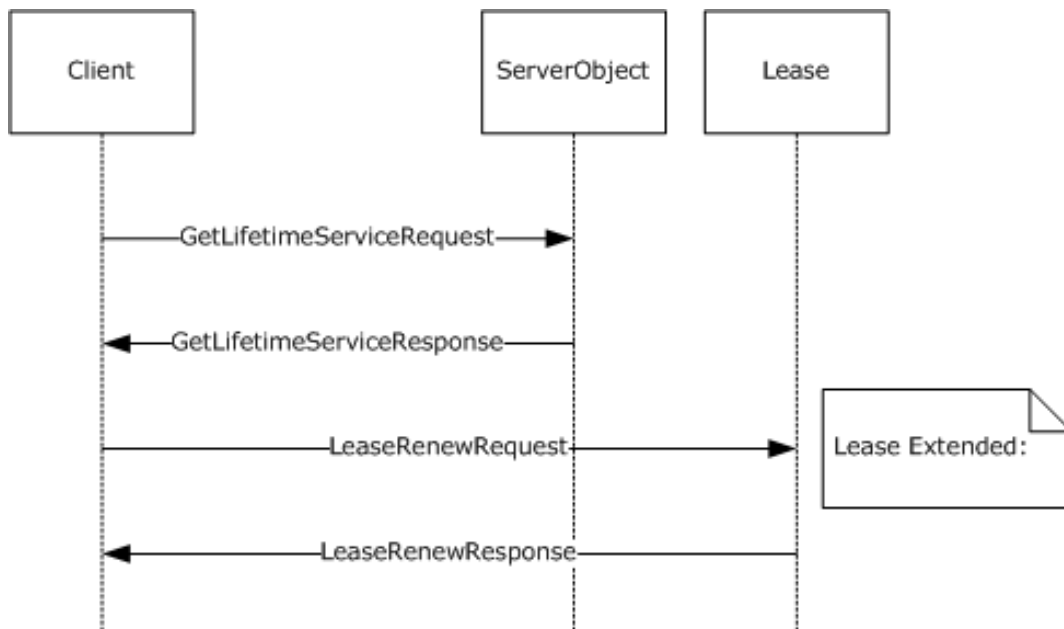 Client
ServerObject
Lease
GetLifetimeServiceRequest
GetLifetimeServiceResponse
LeaseRenewRequest
Lease Extended:
LeaseRenewResponse